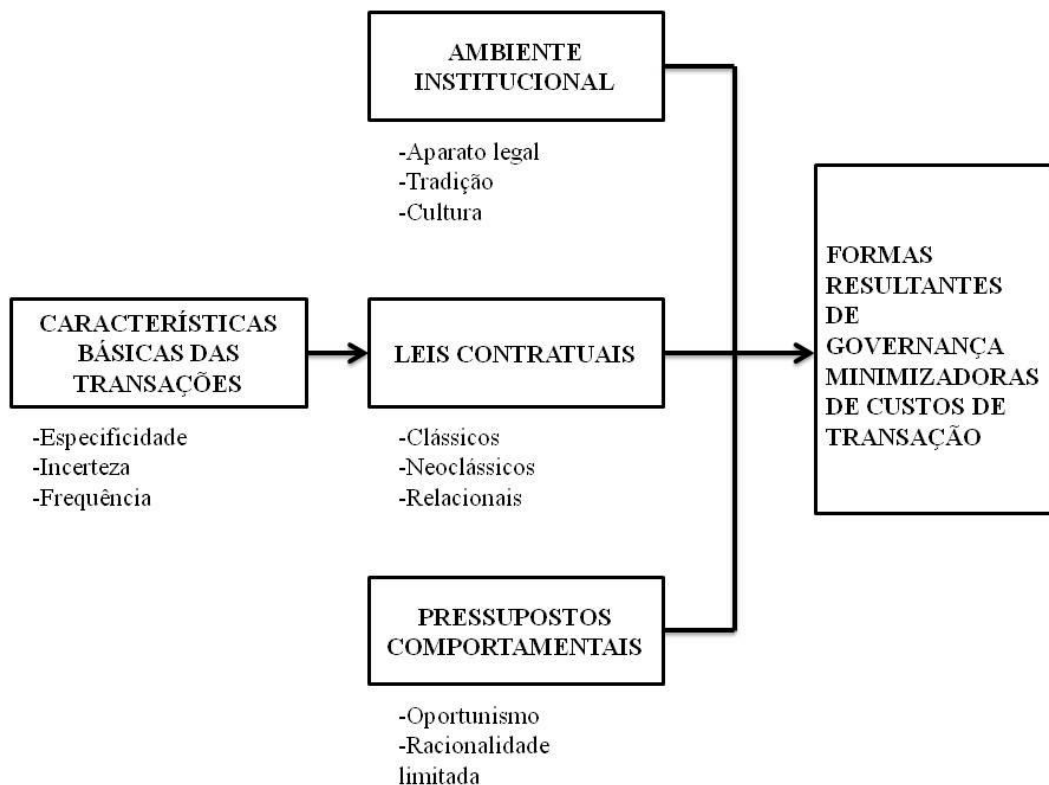 AMBIENTE
INSTITUCIONAL
-Aparato legal
-Tradição
-Cultura
CARACTERÍSTICAS
BÁSICAS DAS
TRANSAÇÕES
-Especificidade
-Incerteza
-Frequência
LEIS CONTRATUAIS
-Clássicos
-Neoclássicos
-Relacionais
PRESSUPOSTOS
COMPORTAMENTAIS
-Oportunismo
-Racionalidade
limitada
FORMAS
RESULTANTES
DE
GOVERNANÇA
MINIMIZADORAS
DE CUSTOS DE
TRANSAÇÃO